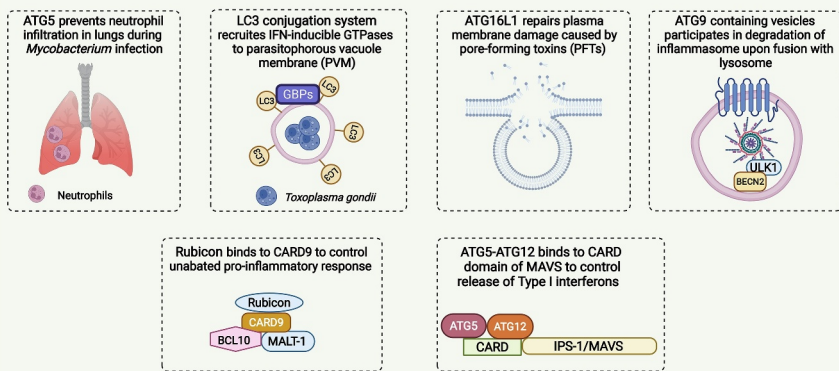 ATG5 prevents neutrophil
infiltration in lungs during
Mycobacterium infection
Neutrophils
LC3 conjugation system
recruites IFN-inducible GTPases
to parasitophorous vacuole
membrane (PVM)
LC3
GBPs
LC3
LC3
LC3
LC3
Toxoplasma gondii
ATG16L1 repairs plasma
membrane damage caused by
pore-forming toxins (PFTs)
ATG9 containing vesicles
participates in degradation of
inflammasome upon fusion with
lysosome
ULK1
BECN2
Rubicon binds to CARD9 to control
unabated pro-inflammatory response
Rubicon
CARD9
BCL10
MALT-1
ATG5-ATG12 binds to CARD
domain of MAVS to control
release of Type I interferons
ATG5
ATG12
CARD
IPS-1/MAVS